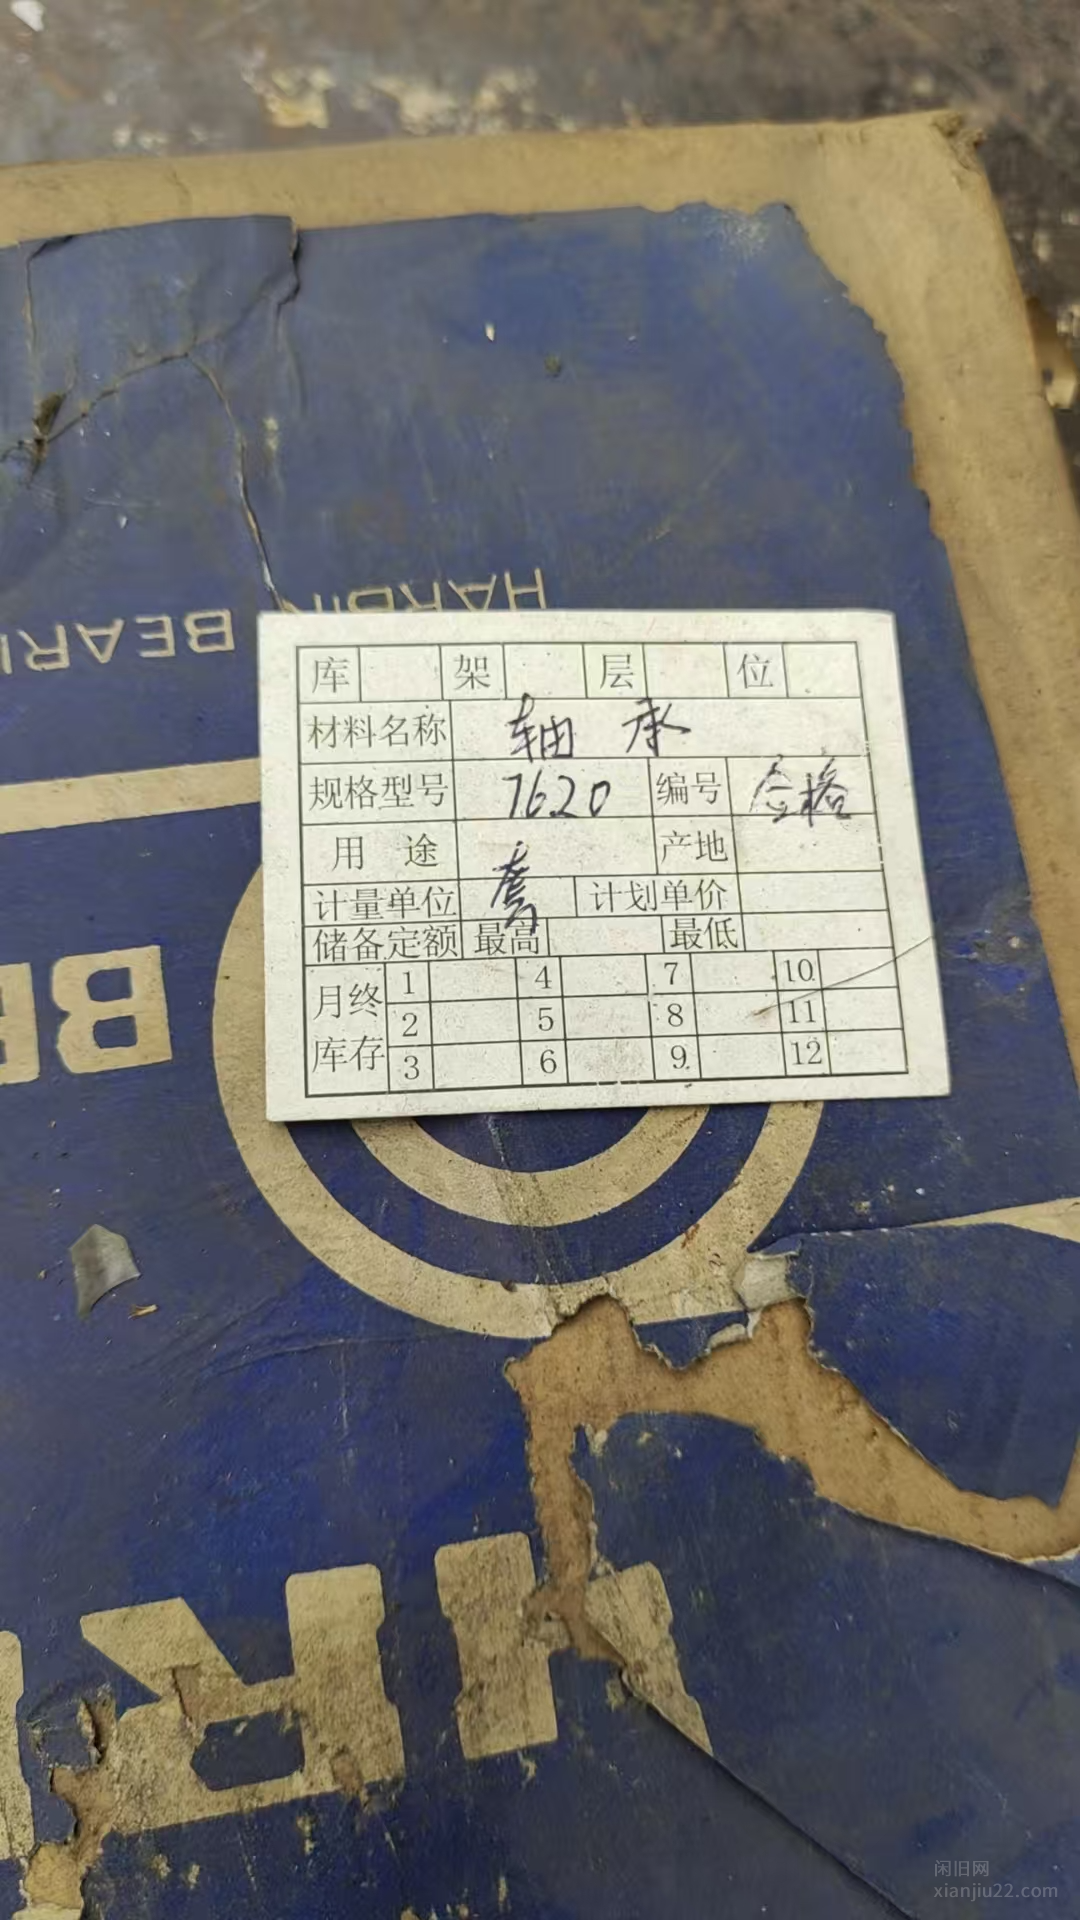 HARBIN BEARI
库 架 层 位
材料名称 轴承
规格型号 7620 编号 合格
用途 产地
计量单位 套 计划单价
储备定额 最高 最低
月终库存 1 4 7 10
2 5 8 11
3 6 9 12
BE
HR
闲旧网
xianjiu22.com